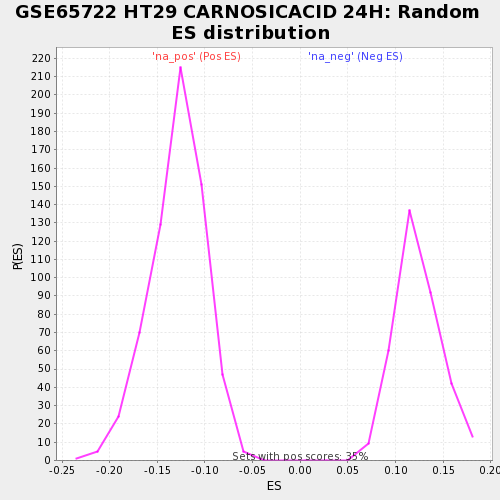 GSE65722 HT29 CARNOSICACID 24H: Random
ES distribution
'na_pos' (Pos ES)
'na_neg' (Neg ES)
P(ES)
220
210
200
190
180
170
160
150
140
130
120
110
100
90
80
70
60
50
40
30
20
10
0
Sets with pos scores: 35%
-0.25 -0.20 -0.15 -0.10 -0.05 0.00 0.05 0.10 0.15 0.20
ES